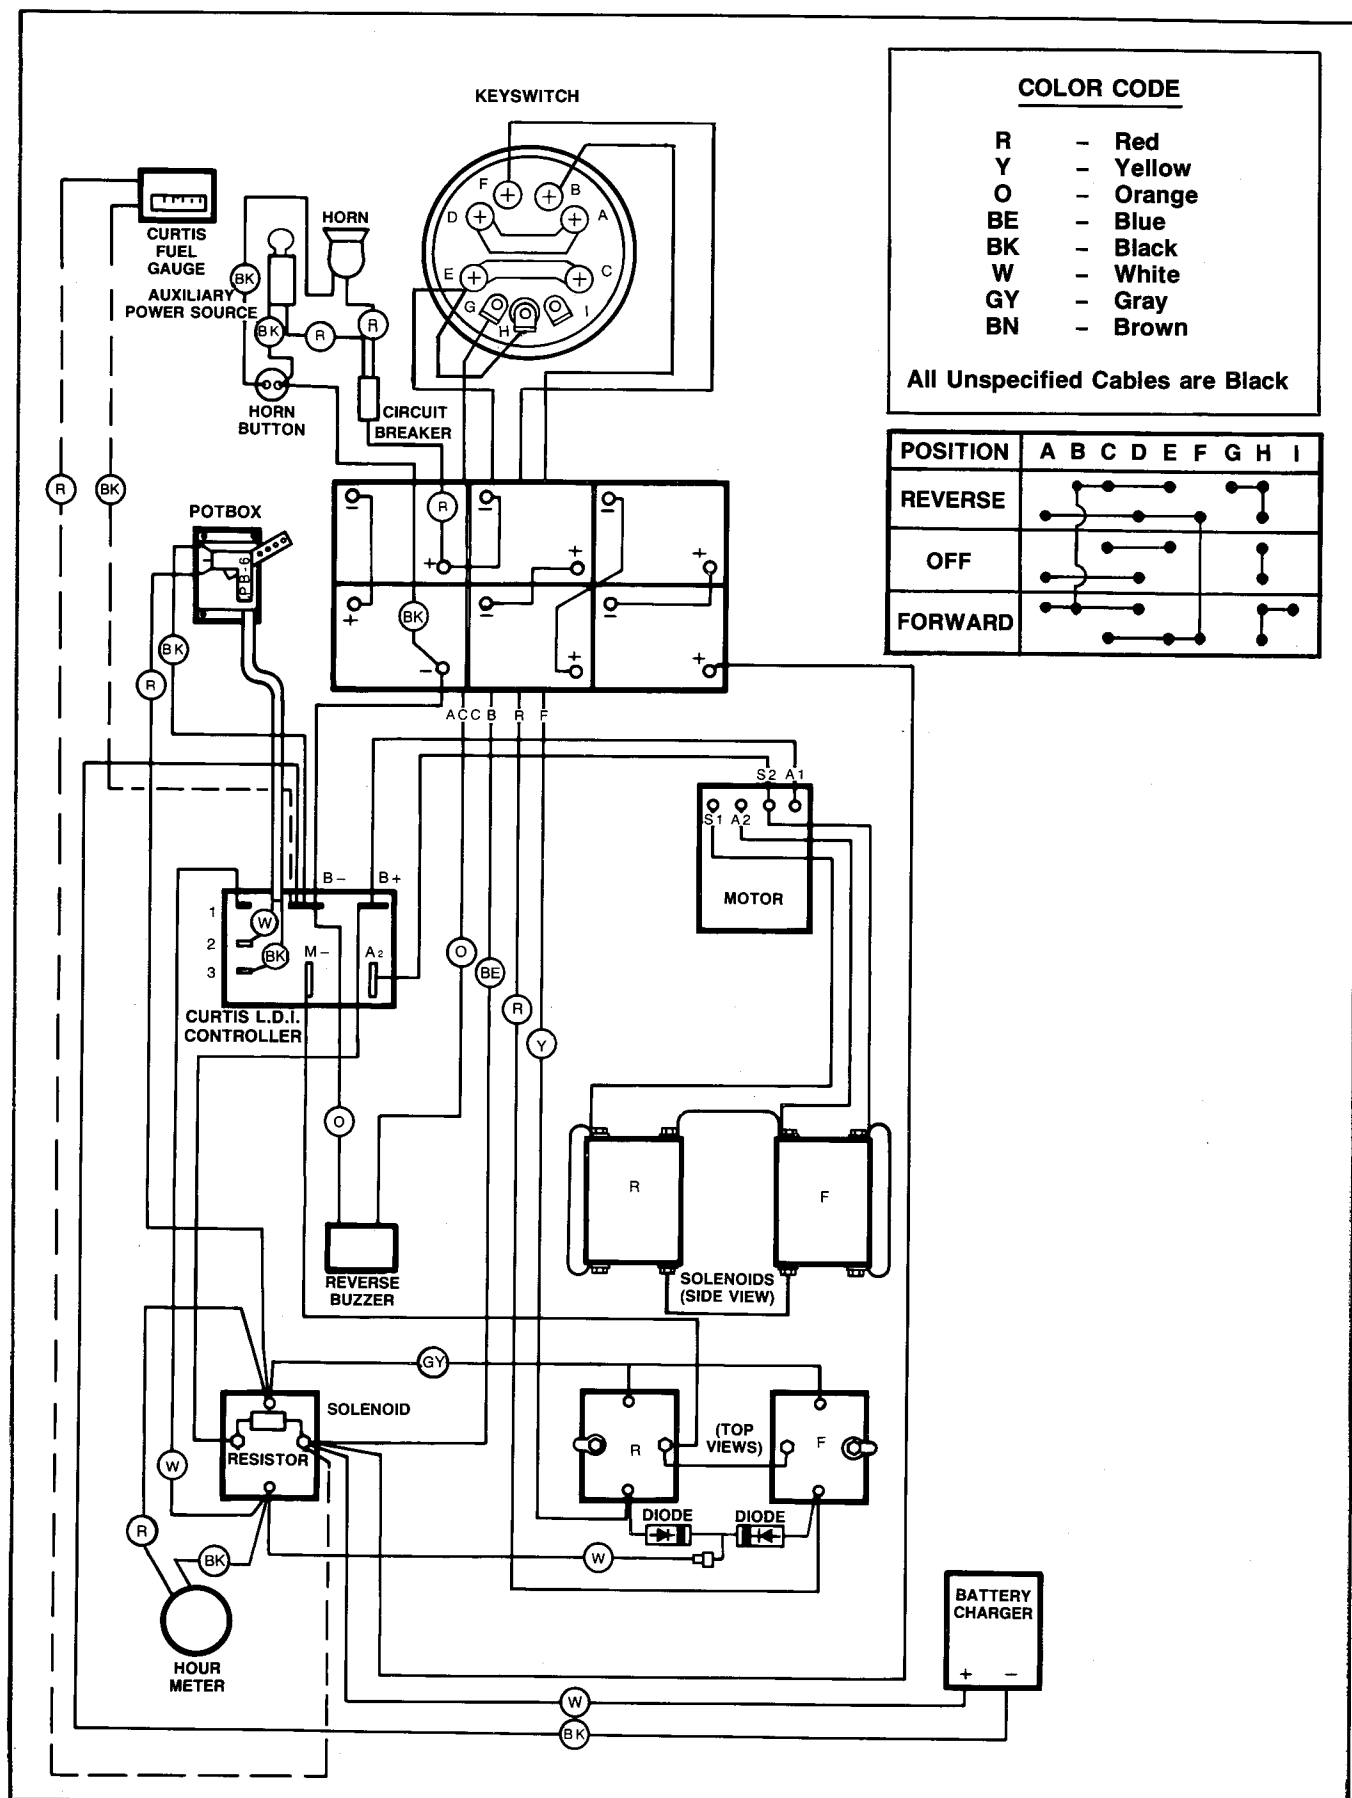 KEYSWITCH
COLOR CODE
R – Red
Y – Yellow
O – Orange
BE – Blue
BK – Black
W – White
GY – Gray
BN – Brown
All Unspecified Cables are Black
F
B
D
A
E
C
G
H
I
CURTIS
FUEL
GAUGE
HORN
BK
AUXILIARY
POWER SOURCE
BK
R
R
HORN
BUTTON
CIRCUIT
BREAKER
POSITION A B C D E F G H I
REVERSE
OFF
FORWARD
R
BK
POTBOX
PB-6
BK
R
– R – –
+ + +
+ BK – –
– + +
ACC B R F
S2 A1
S1 A2
MOTOR
B– B+
1
W
2
BK
M– A2
3
CURTIS L.D.I.
CONTROLLER
O
BE
R
Y
O
REVERSE
BUZZER
R
F
SOLENOIDS
(SIDE VIEW)
GY
SOLENOID
RESISTOR
R
(TOP
VIEWS)
F
W
R
BK
DIODE
DIODE
W
HOUR
METER
BATTERY
CHARGER
+ –
W
BK